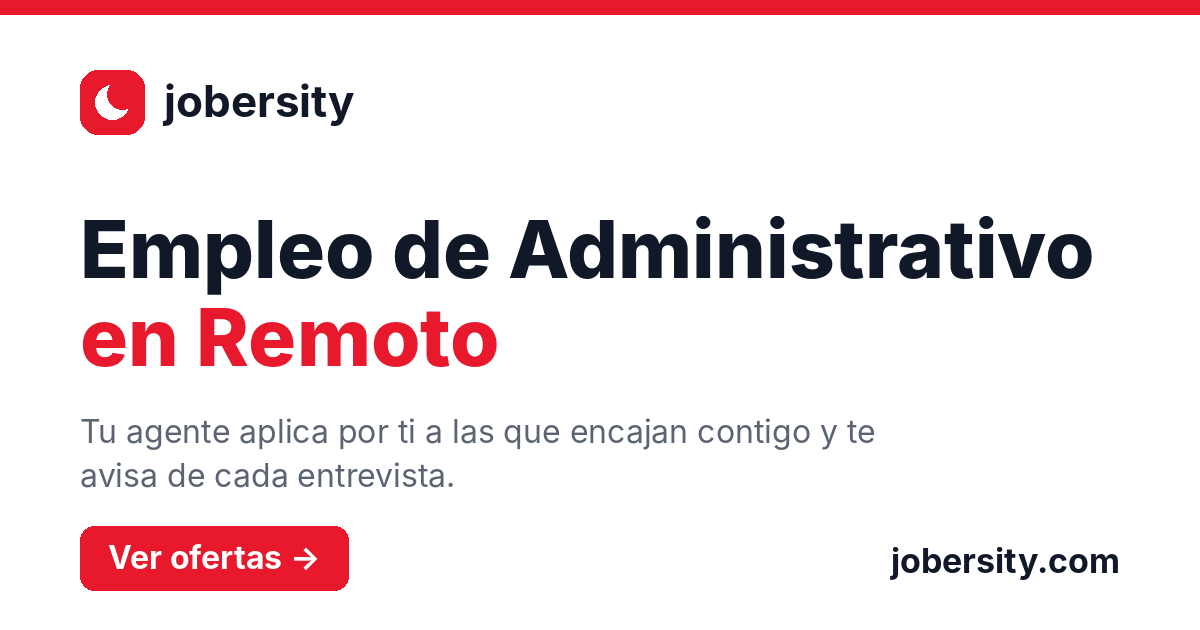 jobersity
Empleo de Administrativo
en Remoto
Tu agente aplica por ti a las que encajan contigo y te
avisa de cada entrevista.
Ver ofertas →
jobersity.com